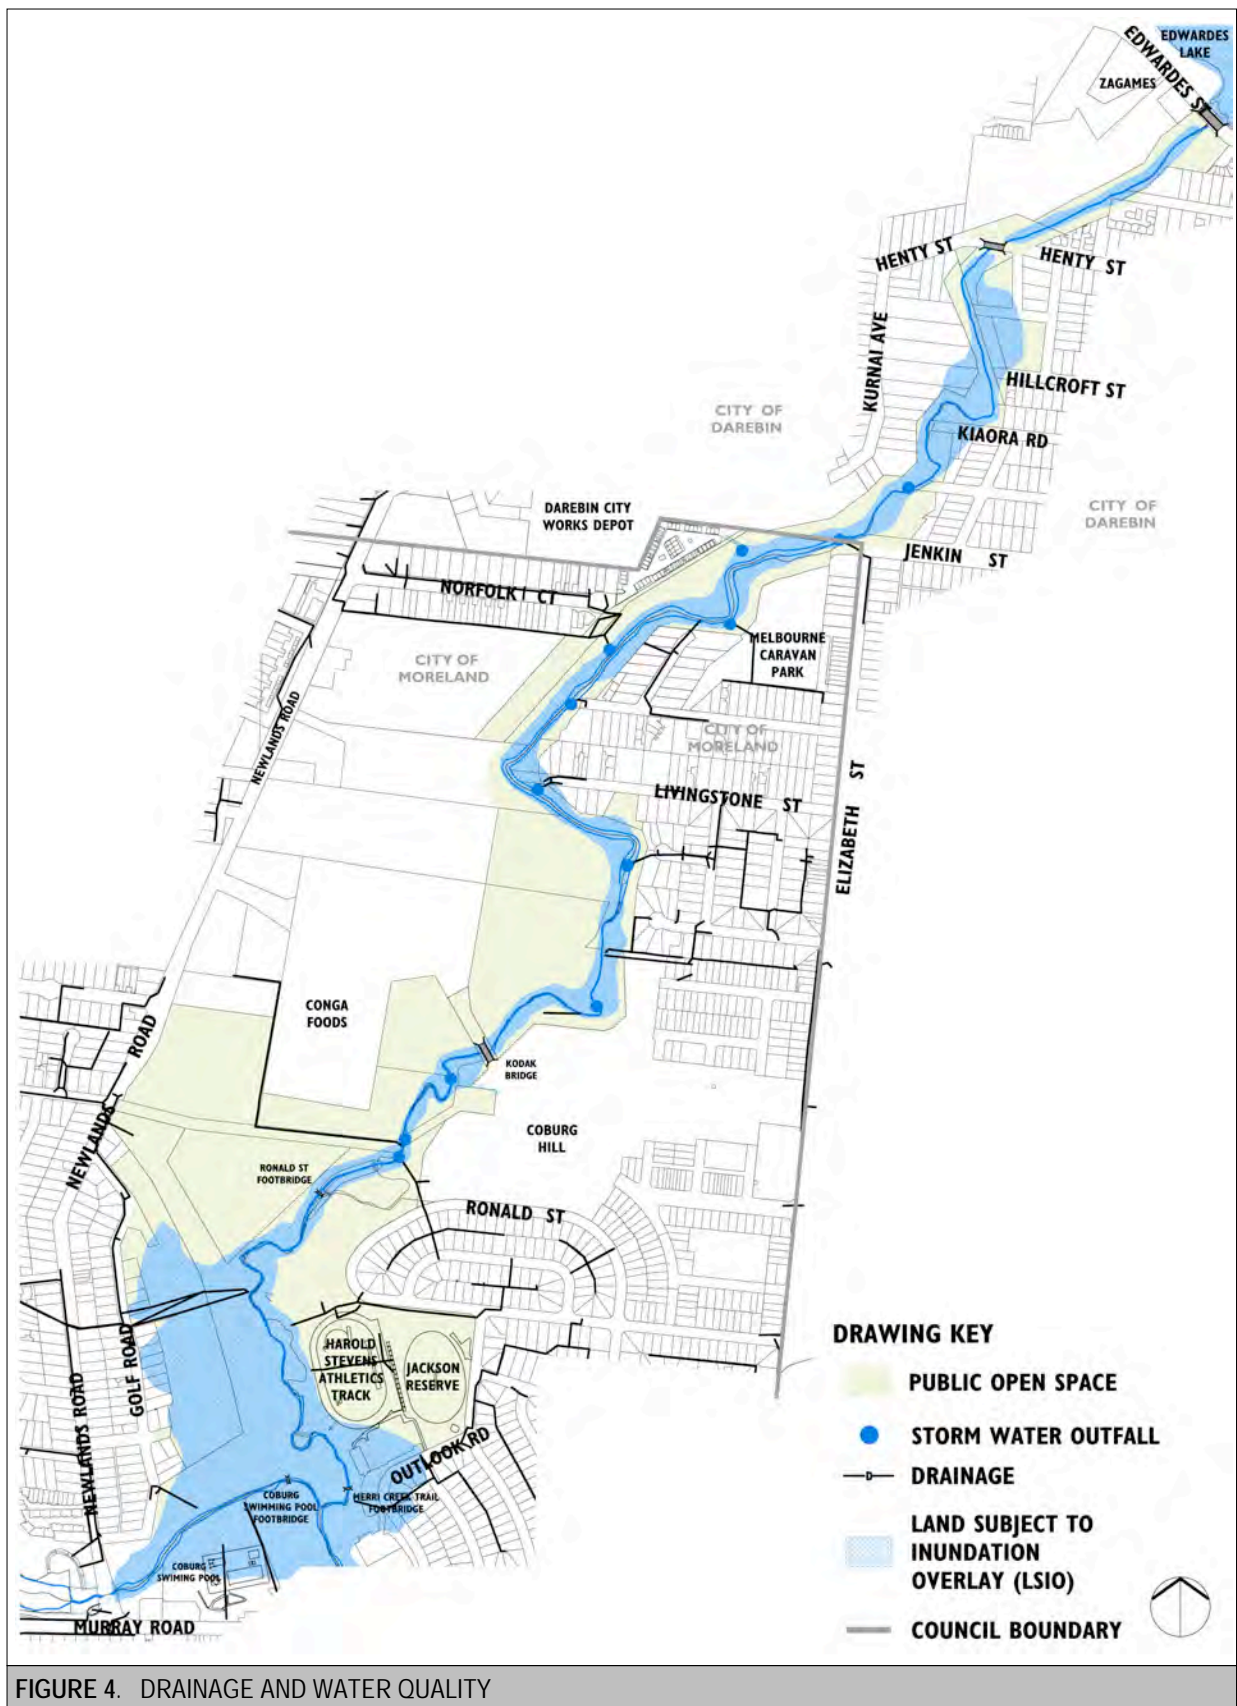 EDWARDES
LAKE
EDWARDES ST
ZAGAMES
HENTY ST
HENTY ST
KURNAI AVE
HILLCROFT ST
CITY OF
DAREBIN
KIAORA RD
DAREBIN CITY
WORKS DEPOT
CITY OF
DAREBIN
JENKIN ST
NORFOLK CT
MELBOURNE
CARAVAN
PARK
CITY OF
MORELAND
NEWLANDS ROAD
CITY OF
MORELAND
LIVINGSTONE ST
ELIZABETH ST
CONGA
FOODS
NEWLANDS ROAD
KODAK
BRIDGE
COBURG
HILL
RONALD ST
FOOTBRIDGE
RONALD ST
HAROLD
STEVENS
ATHLETICS
TRACK
JACKSON
RESERVE
GOLF ROAD
NEWLANDS ROAD
OUTLOOK RD
COBURG
SWIMMING POOL
FOOTBRIDGE
MERRI CREEK TRAIL
FOOTBRIDGE
COBURG
SWIMING POOL
MURRAY ROAD
DRAWING KEY
PUBLIC OPEN SPACE
STORM WATER OUTFALL
D
DRAINAGE
LAND SUBJECT TO
INUNDATION
OVERLAY (LSIO)
COUNCIL BOUNDARY
FIGURE 4. DRAINAGE AND WATER QUALITY